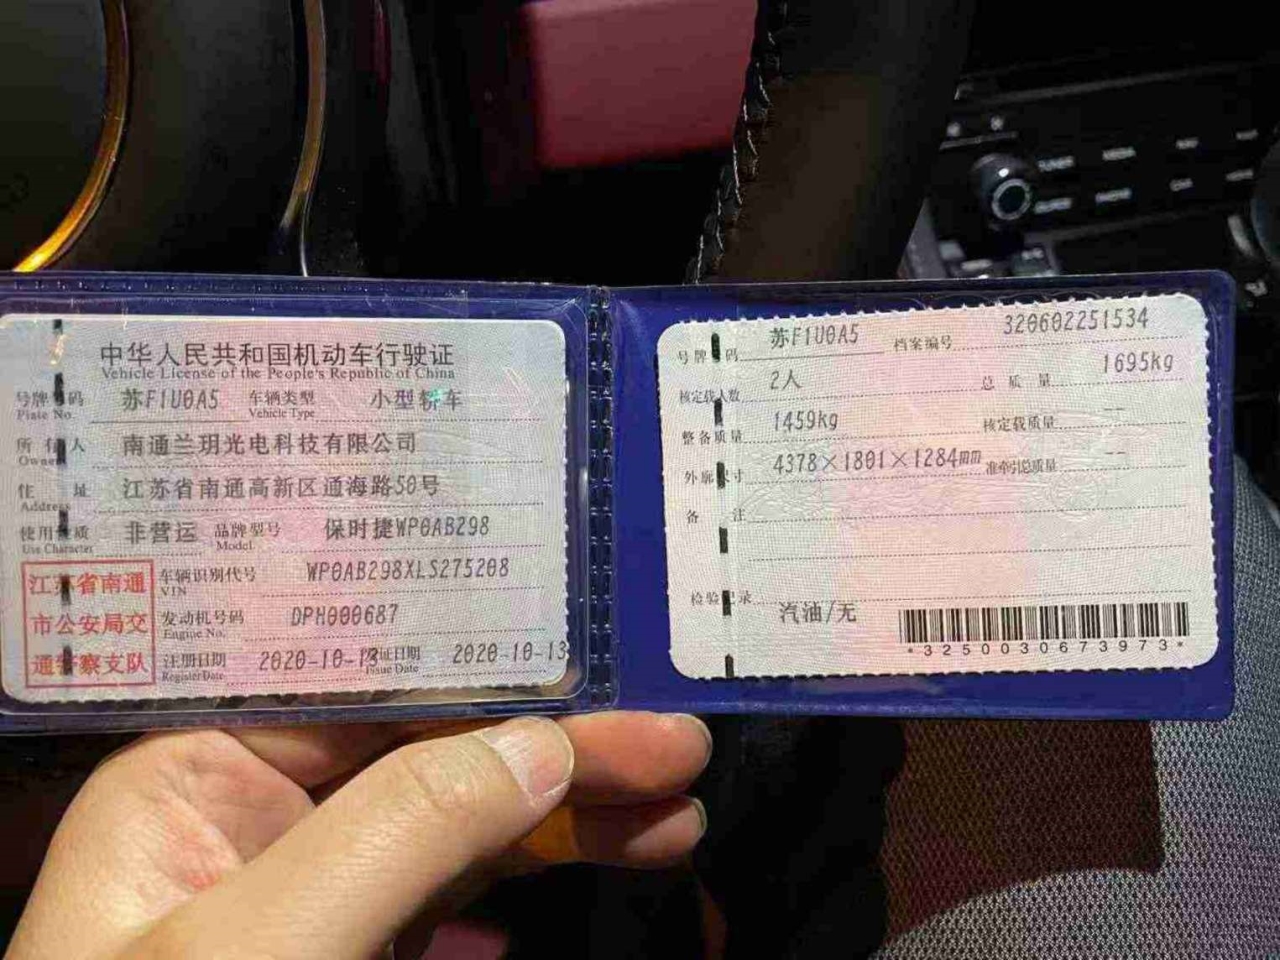 中华人民共和国机动车行驶证
Vehicle License of the People's Republic of China
号牌号码 苏F1U0A5 车辆类型 小型轿车
Plate No. Vehicle Type
所有人 南通兰玥光电科技有限公司
Owner
住址 江苏省南通高新区通海路50号
Address
使用性质 非营运 品牌型号 保时捷WP0AB298
Use Character Model
江苏省南通
市公安局交
通警察支队
车辆识别代号 WP0AB298XLS275208
VIN
发动机号码 DPH000687
Engine No.
注册日期 2020-10-13 发证日期 2020-10-13
Register Date Issue Date
号牌号码 苏F1U0A5 档案编号 320602251534
核定载人数 2人 总质量 1695kg
整备质量 1459kg 核定载质量 --
外廓尺寸 4378×1801×1284mm 准牵引总质量 --
备注
检验记录
汽油/无
*3250030673973*